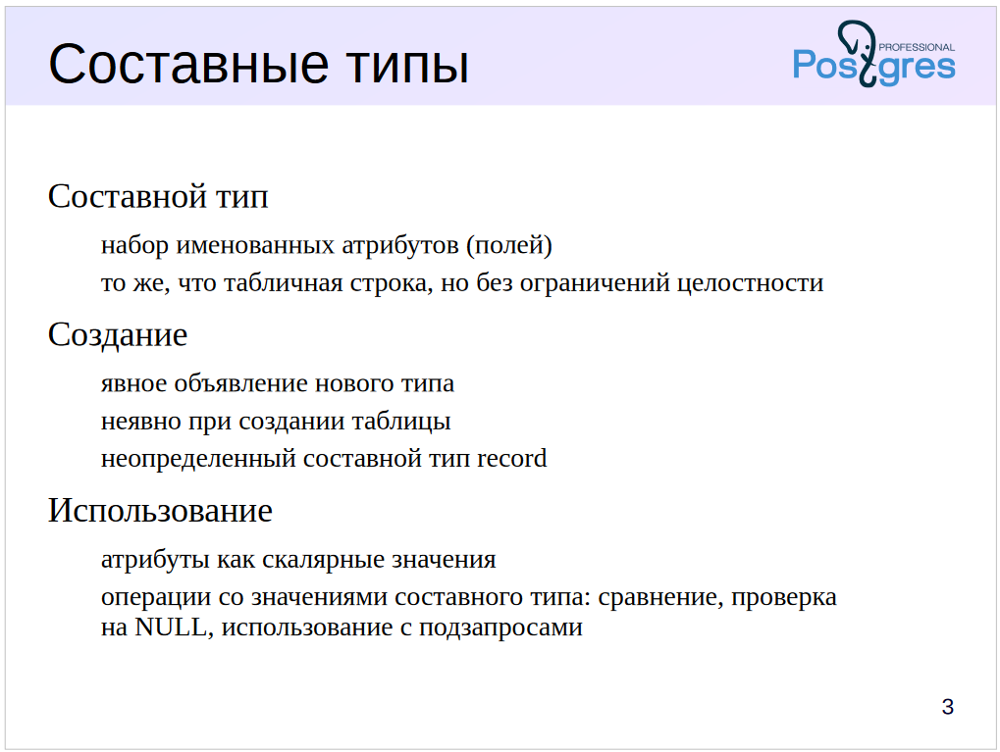 Составные типы
PROFESSIONAL
Postgres
Составной тип
набор именованных атрибутов (полей)
то же, что табличная строка, но без ограничений целостности
Создание
явное объявление нового типа
неявно при создании таблицы
неопределенный составной тип record
Использование
атрибуты как скалярные значения
операции со значениями составного типа: сравнение, проверка
на NULL, использование с подзапросами
3